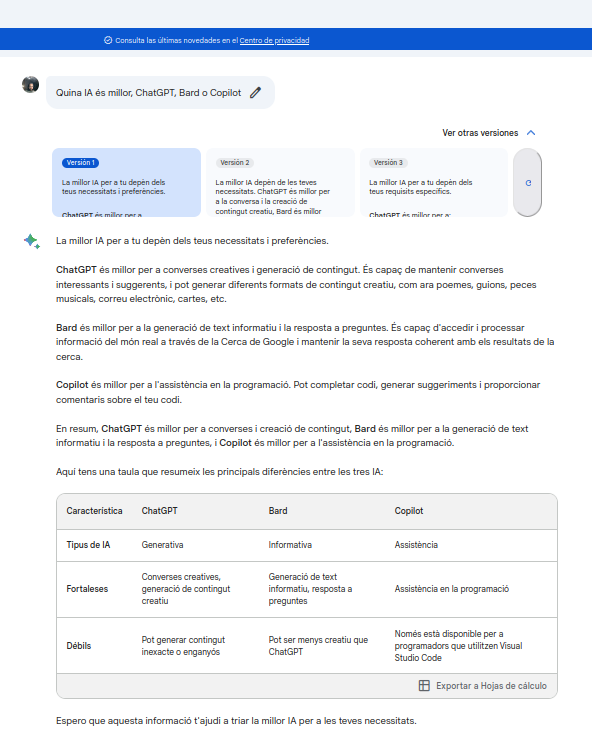 Consulta las últimas novedades en el Centro de privacidad
Quina IA és millor, ChatGPT, Bard o Copilot
Ver otras versiones
Versión 1
La millor IA per a tu depèn dels
teus necessitats i preferències.
ChatGPT és millor per a
Versión 2
La millor IA depèn de les teves
necessitats. ChatGPT és millor per
a la conversa i la creació de
contingut creatiu, Bard és millor
Versión 3
La millor IA per a tu depèn dels
teus requisits específics.
ChatGPT és millor per a:
La millor IA per a tu depèn dels teus necessitats i preferències.
ChatGPT és millor per a converses creatives i generació de contingut. És capaç de mantenir converses
interessants i suggerents, i pot generar diferents formats de contingut creatiu, com ara poemes, guions, peces
musicals, correu electrònic, cartes, etc.
Bard és millor per a la generació de text informatiu i la resposta a preguntes. És capaç d'accedir i processar
informació del món real a través de la Cerca de Google i mantenir la seva resposta coherent amb els resultats de la
cerca.
Copilot és millor per a l'assistència en la programació. Pot completar codi, generar suggeriments i proporcionar
comentaris sobre el teu codi.
En resum, ChatGPT és millor per a converses i creació de contingut, Bard és millor per a la generació de text
informatiu i la resposta a preguntes, i Copilot és millor per a l'assistència en la programació.
Aquí tens una taula que resumeix les principals diferències entre les tres IA:
Característica ChatGPT Bard Copilot
Tipus de IA Generativa Informativa Assistència
Fortaleses
Converses creatives,
generació de contingut
creatiu
Generació de text
informatiu, resposta a
preguntes
Assistència en la programació
Débils
Pot generar contingut
inexacte o enganyós
Pot ser menys creatiu que
ChatGPT
Només està disponible per a
programadors que utilitzen Visual
Studio Code
Exportar a Hojas de cálculo
Espero que aquesta informació t'ajudi a triar la millor IA per a les teves necessitats.